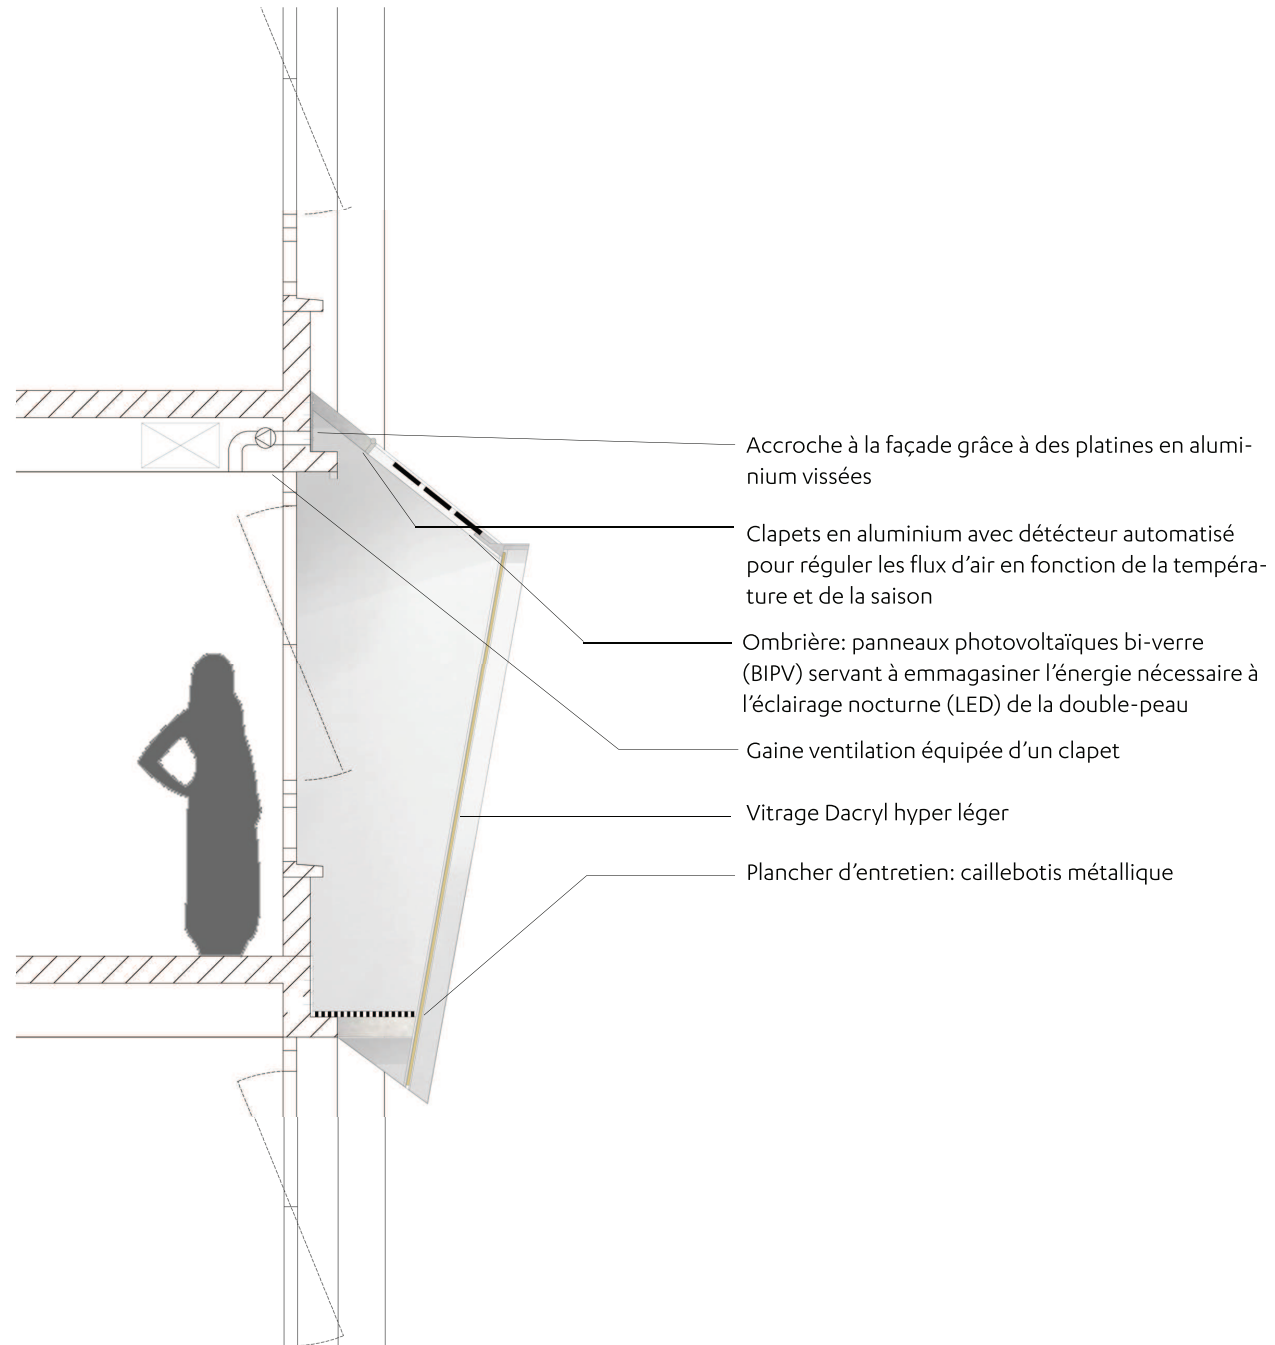 Accroche à la façade grâce à des platines en alumi-
nium vissées
Clapets en aluminium avec détécteur automatisé
pour réguler les flux d’air en fonction de la tempéra-
ture et de la saison
Ombrière: panneaux photovoltaïques bi-verre
(BIPV) servant à emmagasiner l’énergie nécessaire à
l’éclairage nocturne (LED) de la double-peau
Gaine ventilation équipée d’un clapet
Vitrage Dacryl hyper léger
Plancher d’entretien: caillebotis métallique